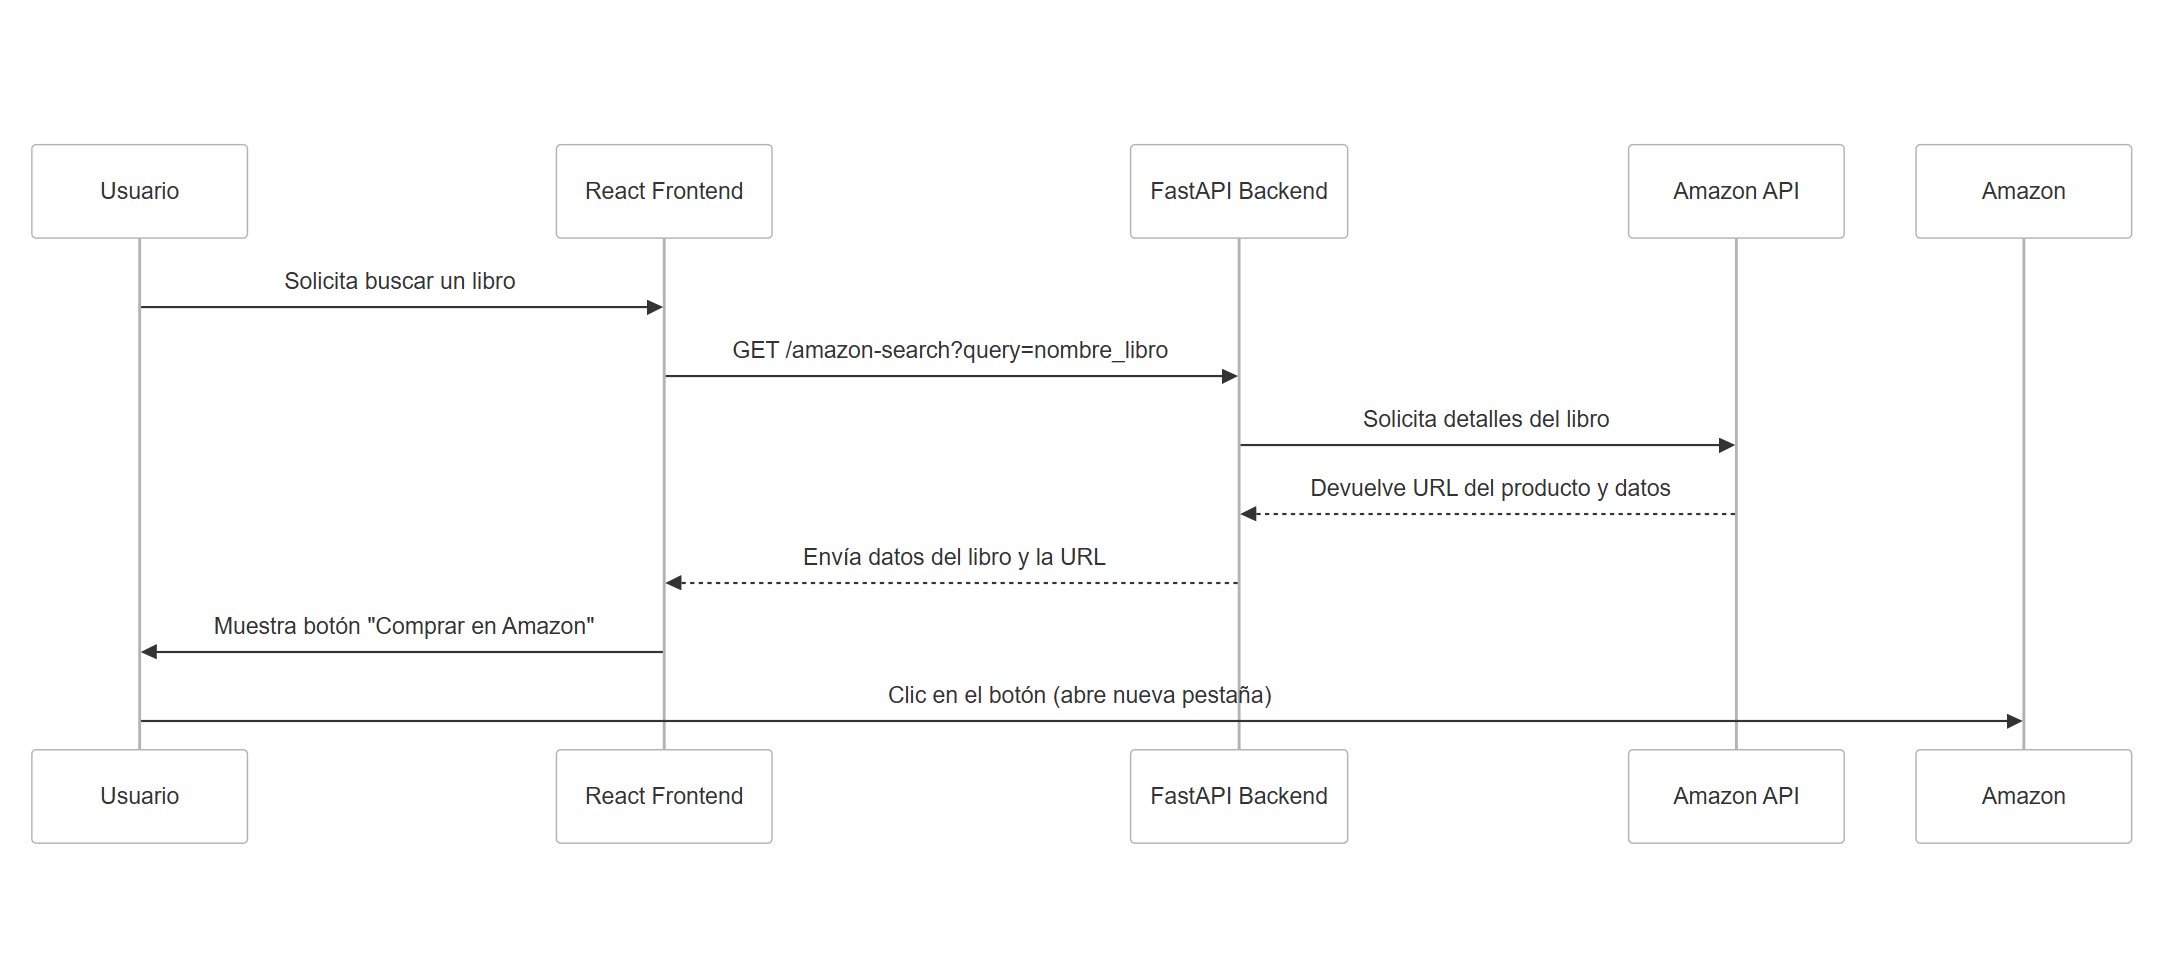 Usuario
React Frontend
FastAPI Backend
Amazon API
Amazon
Solicita buscar un libro
GET /amazon-search?query=nombre_libro
Solicita detalles del libro
Devuelve URL del producto y datos
Envía datos del libro y la URL
Muestra botón "Comprar en Amazon"
Clic en el botón (abre nueva pestaña)
Usuario
React Frontend
FastAPI Backend
Amazon API
Amazon